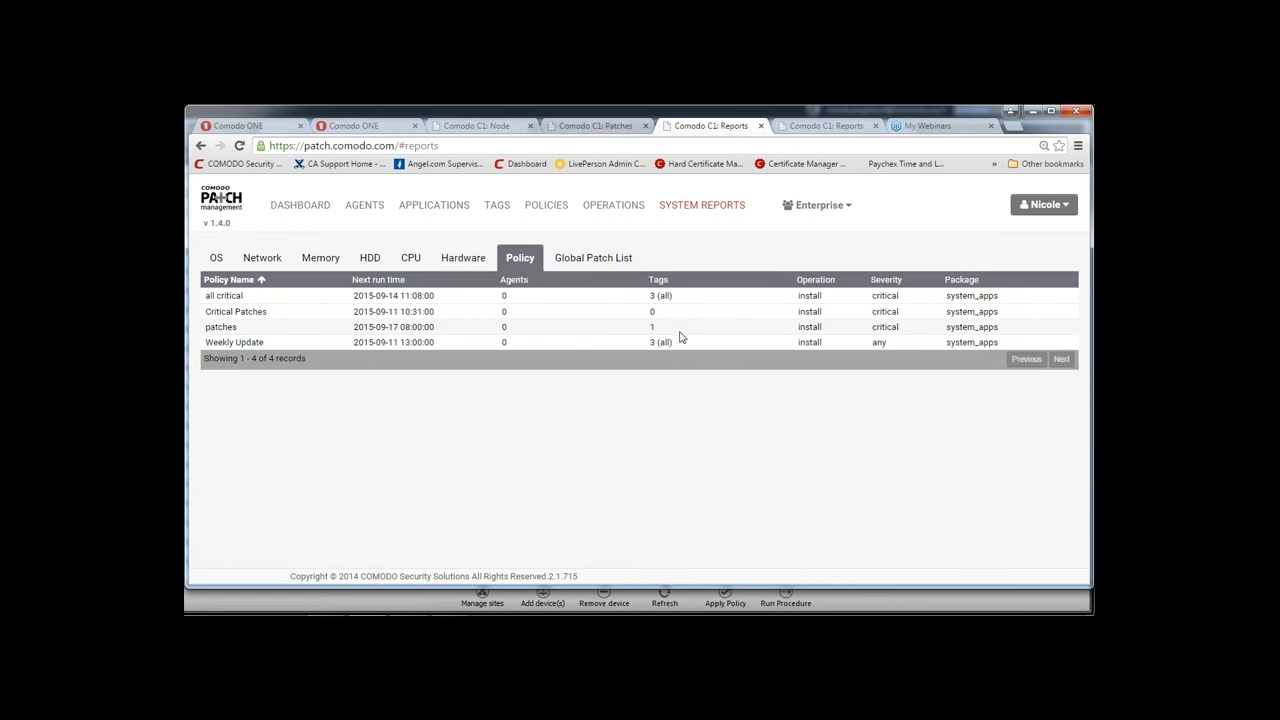 Comodo ONE Comodo ONE Comodo C1: Node Comodo C1: Patches Comodo C1: Reports Comodo C1: Reports My Webinars
https://patch.comodo.com/#reports
COMODO Security ... CA Support Home - ... Angel.com Supervis... Dashboard LivePerson Admin C... Hard Certificate Ma... Certificate Manager ... Paychex Time and L... » Other bookmarks
COMODO
PATCH
management
v 1.4.0
DASHBOARD AGENTS APPLICATIONS TAGS POLICIES OPERATIONS SYSTEM REPORTS Enterprise Nicole
OS Network Memory HDD CPU Hardware Policy Global Patch List
Policy Name Next run time Agents Tags Operation Severity Package
all critical 2015-09-14 11:08:00 0 3 (all) install critical system_apps
Critical Patches 2015-09-11 10:31:00 0 0 install critical system_apps
patches 2015-09-17 08:00:00 0 1 install critical system_apps
Weekly Update 2015-09-11 13:00:00 0 3 (all) install any system_apps
Showing 1 - 4 of 4 records Previous Next
Copyright © 2014 COMODO Security Solutions All Rights Reserved.2.1.715
Manage sites Add device(s) Remove device Refresh Apply Policy Run Procedure